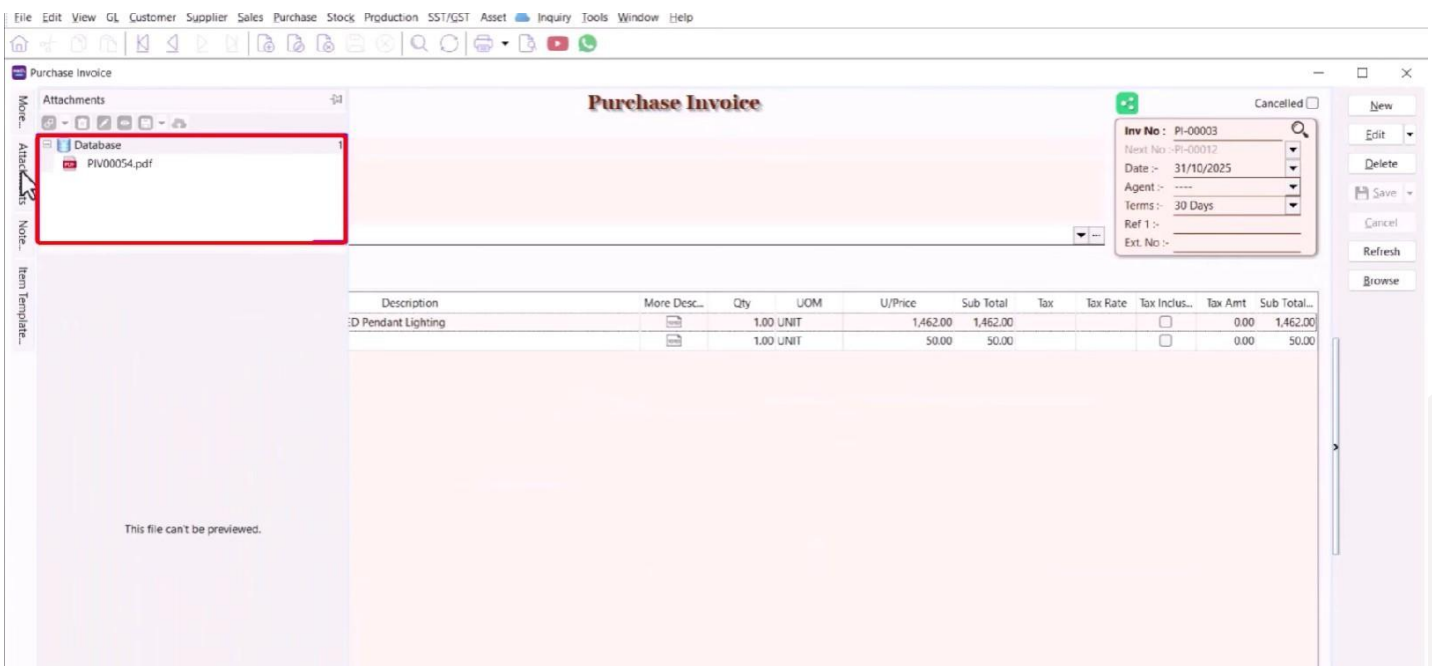 File Edit View GL Customer Supplier Sales Purchase Stock Production SST/GST Asset Inquiry Tools Window Help
Purchase Invoice
More...
Attachments
Note...
Item Template...
Attachments
Database 1
PIV00054.pdf
This file can't be previewed.
Purchase Invoice
Cancelled
Inv No : PI-00003
Next No :-PI-00012
Date :- 31/10/2025
Agent :- ----
Terms :- 30 Days
Ref 1 :-
Ext. No :-
Description More Desc... Qty UOM U/Price Sub Total Tax Tax Rate Tax Inclus... Tax Amt Sub Total...
ED Pendant Lighting 1.00 UNIT 1,462.00 1,462.00 0.00 1,462.00
1.00 UNIT 50.00 50.00 0.00 50.00
New
Edit
Delete
Save
Cancel
Refresh
Browse